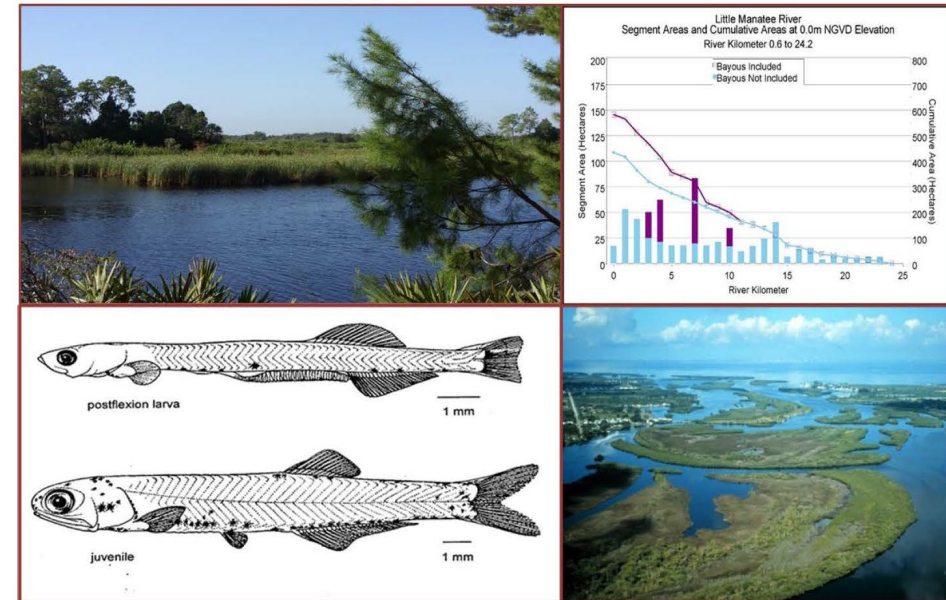 Little Manatee River
Segment Areas and Cumulative Areas at 0.0m NGVD Elevation
River Kilometer 0.6 to 24.2
Bayous Included
Bayous Not Included
Segment Area (Hectares)
200
175
150
125
100
75
50
25
0
Cumulative Area (Hectares)
800
700
600
500
400
300
200
100
0
0 5 10 15 20 25
River Kilometer
postflexion larva
1 mm
juvenile
1 mm